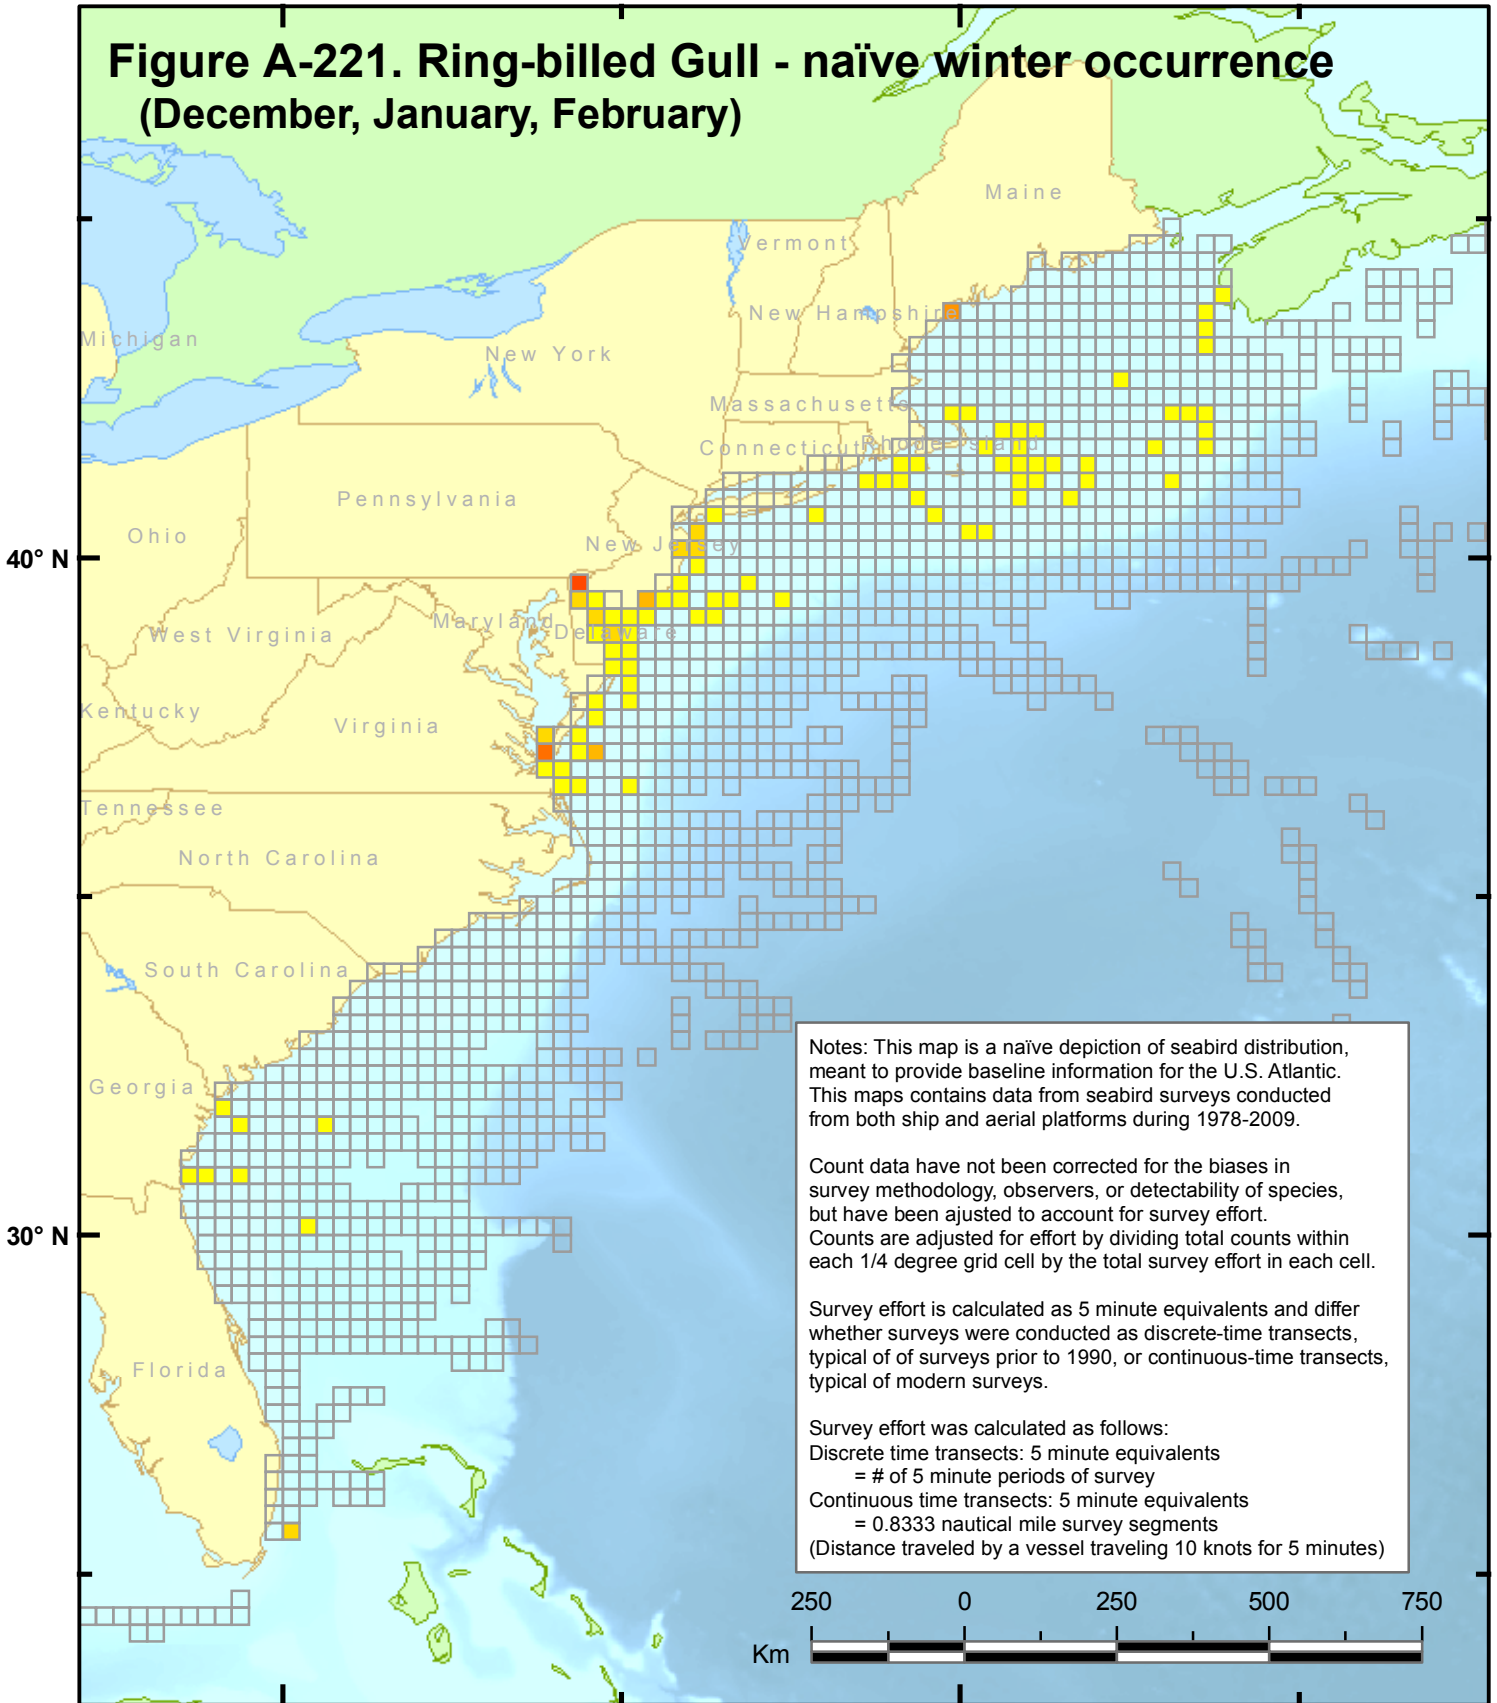 Figure A-221. Ring-billed Gull - naïve winter occurrence
(December, January, February)
Maine
Vermont
New Hampshire
Michigan
New York
Massachusetts
Connecticut
Rhode Island
Pennsylvania
Ohio
New Jersey
40° N
Maryland
Delaware
West Virginia
Kentucky
Virginia
Tennessee
North Carolina
South Carolina
Georgia
30° N
Florida
Notes: This map is a naïve depiction of seabird distribution,
meant to provide baseline information for the U.S. Atlantic.
This maps contains data from seabird surveys conducted
from both ship and aerial platforms during 1978-2009.
Count data have not been corrected for the biases in
survey methodology, observers, or detectability of species,
but have been ajusted to account for survey effort.
Counts are adjusted for effort by dividing total counts within
each 1/4 degree grid cell by the total survey effort in each cell.
Survey effort is calculated as 5 minute equivalents and differ
whether surveys were conducted as discrete-time transects,
typical of of surveys prior to 1990, or continuous-time transects,
typical of modern surveys.
Survey effort was calculated as follows:
Discrete time transects: 5 minute equivalents
= # of 5 minute periods of survey
Continuous time transects: 5 minute equivalents
= 0.8333 nautical mile survey segments
(Distance traveled by a vessel traveling 10 knots for 5 minutes)
250 0 250 500 750
Km